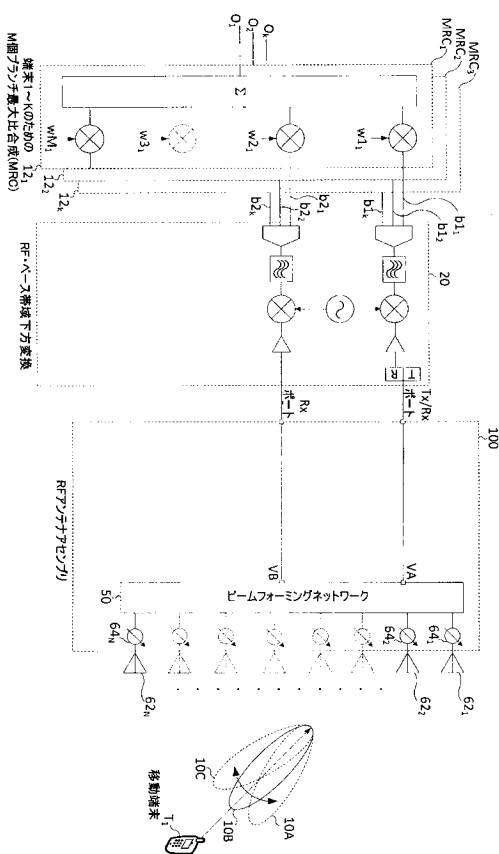 MRC₃
MRC₂
MRC₁
Oₖ
O₂
O₁
Σ
w1₁
w2₁
w3₁
wM₁
端末1~Kのための
M個ブランチ最大比合成(MRC)
12₁
12₂
12ₖ
b1₁
b1₂
b1ₖ
b2₁
b2₂
b2ₖ
20
T
R
RF・ベース帯域下方変換
Tx/Rx
ポート
Rx
ポート
100
RFアンテナアセンブリ
VA
VB
ビームフォーミングネットワーク
50
64₁
64₂
64ₙ
62₁
62₂
62ₙ
10A
10B
10C
T₁
移動端末